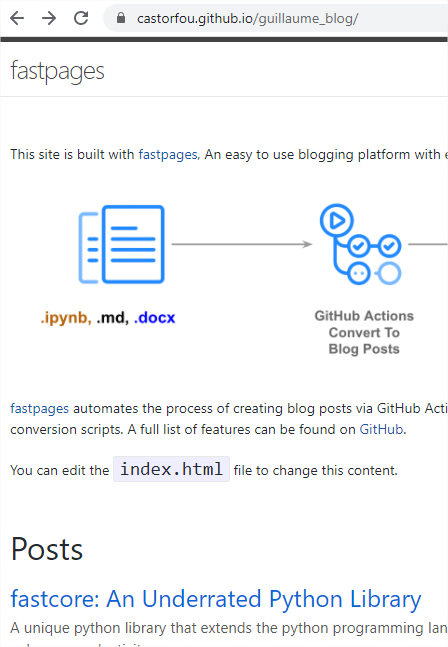 castorfou.github.io/guillaume_blog/
fastpages
This site is built with fastpages, An easy to use blogging platform with
.ipynb, .md, .docx
GitHub Actions
Convert To
Blog Posts
fastpages automates the process of creating blog posts via GitHub Acti
conversion scripts. A full list of features can be found on GitHub.
You can edit the index.html file to change this content.
Posts
fastcore: An Underrated Python Library
A unique python library that extends the python programming lan